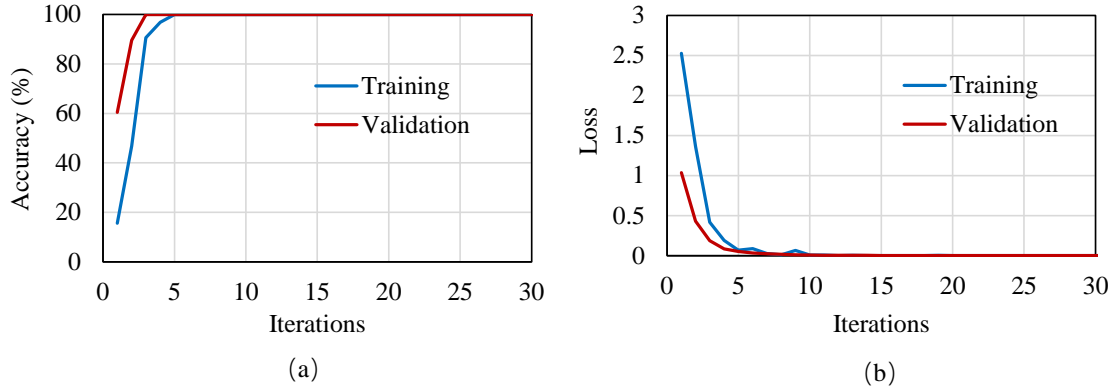 100
80
60
40
20
0
Accuracy (%)
Training
Validation
0 5 10 15 20 25 30
Iterations
(a)
3
2.5
2
1.5
1
0.5
0
Loss
Training
Validation
0 5 10 15 20 25 30
Iterations
(b)